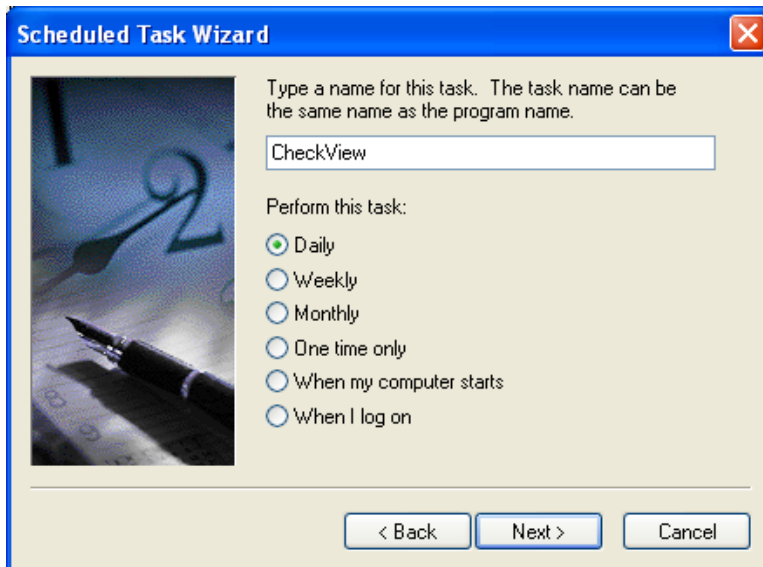 Scheduled Task Wizard
Type a name for this task. The task name can be
the same name as the program name.
CheckView
Perform this task:
Daily
Weekly
Monthly
One time only
When my computer starts
When I log on
< Back
Next >
Cancel
2